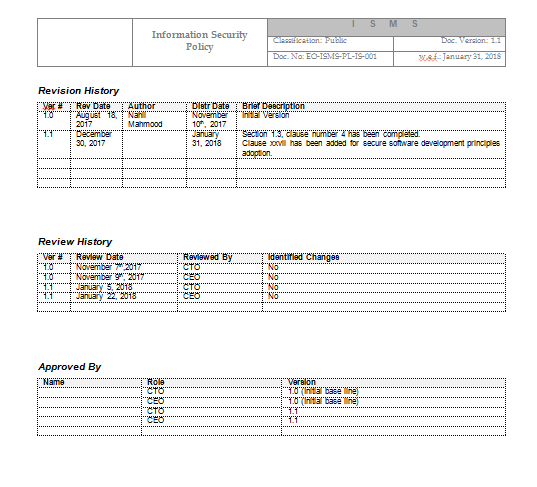 Information Security
Policy
I S M S
Classification: Public
Doc. Version: 1.1
Doc. No: EO-ISMS-PL-IS-001
w.e.f.: January 31, 2018
Revision History
Ver # Rev Date Author Distr Date Brief Description
1.0 August 18, 2017 Nahil Mahmood November 10th, 2017 Initial Version
1.1 December 30, 2017 January 31, 2018 Section 1.3, clause number 4 has been completed.
Clause xxvii has been added for secure software development principles
adoption.
Review History
Ver # Review Date Reviewed By Identified Changes
1.0 November 7th,2017 CTO No
1.0 November 9th, 2017 CEO No
1.1 January 5, 2018 CTO No
1.1 January 22, 2018 CEO No
Approved By
Name Role Version
CTO 1.0 (Initial base line)
CEO 1.0 (Initial base line)
CTO 1.1
CEO 1.1